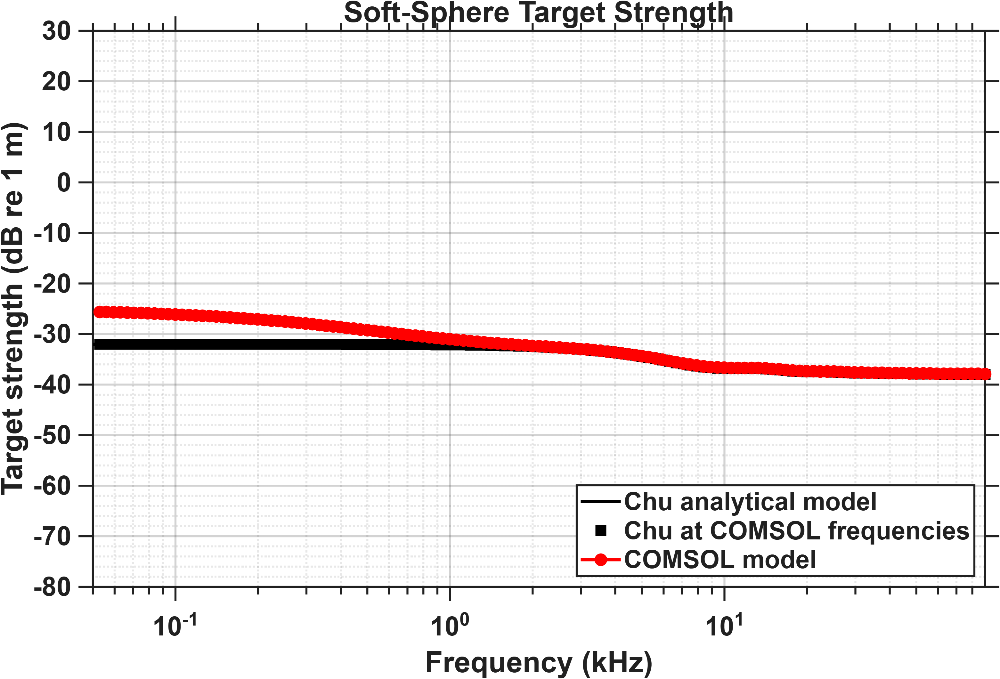 Soft-Sphere Target Strength
30
20
10
0
-10
-20
-30
-40
-50
-60
-70
-80
Target strength (dB re 1 m)
Chu analytical model
Chu at COMSOL frequencies
COMSOL model
10-1
100
101
Frequency (kHz)